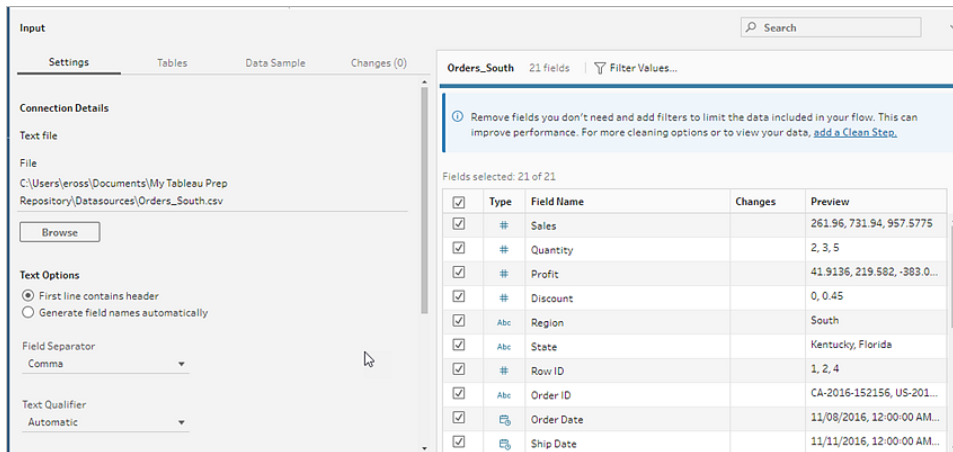 Input
Search
Settings Tables Data Sample Changes (0)
Connection Details
Text file
File
C:\Users\eross\Documents\My Tableau Prep
Repository\Datasources\Orders_South.csv
Browse
Text Options
First line contains header
Generate field names automatically
Field Separator
Comma
Text Qualifier
Automatic
Orders_South 21 fields Filter Values...
Remove fields you don't need and add filters to limit the data included in your flow. This can
improve performance. For more cleaning options or to view your data, add a Clean Step.
Fields selected: 21 of 21
Type Field Name Changes Preview
# Sales 261.96, 731.94, 957.5775
# Quantity 2, 3, 5
# Profit 41.9136, 219.582, -383.0...
# Discount 0, 0.45
Abc Region South
Abc State Kentucky, Florida
# Row ID 1, 2, 4
Abc Order ID CA-2016-152156, US-201...
Order Date 11/08/2016, 12:00:00 AM...
Ship Date 11/11/2016, 12:00:00 AM...